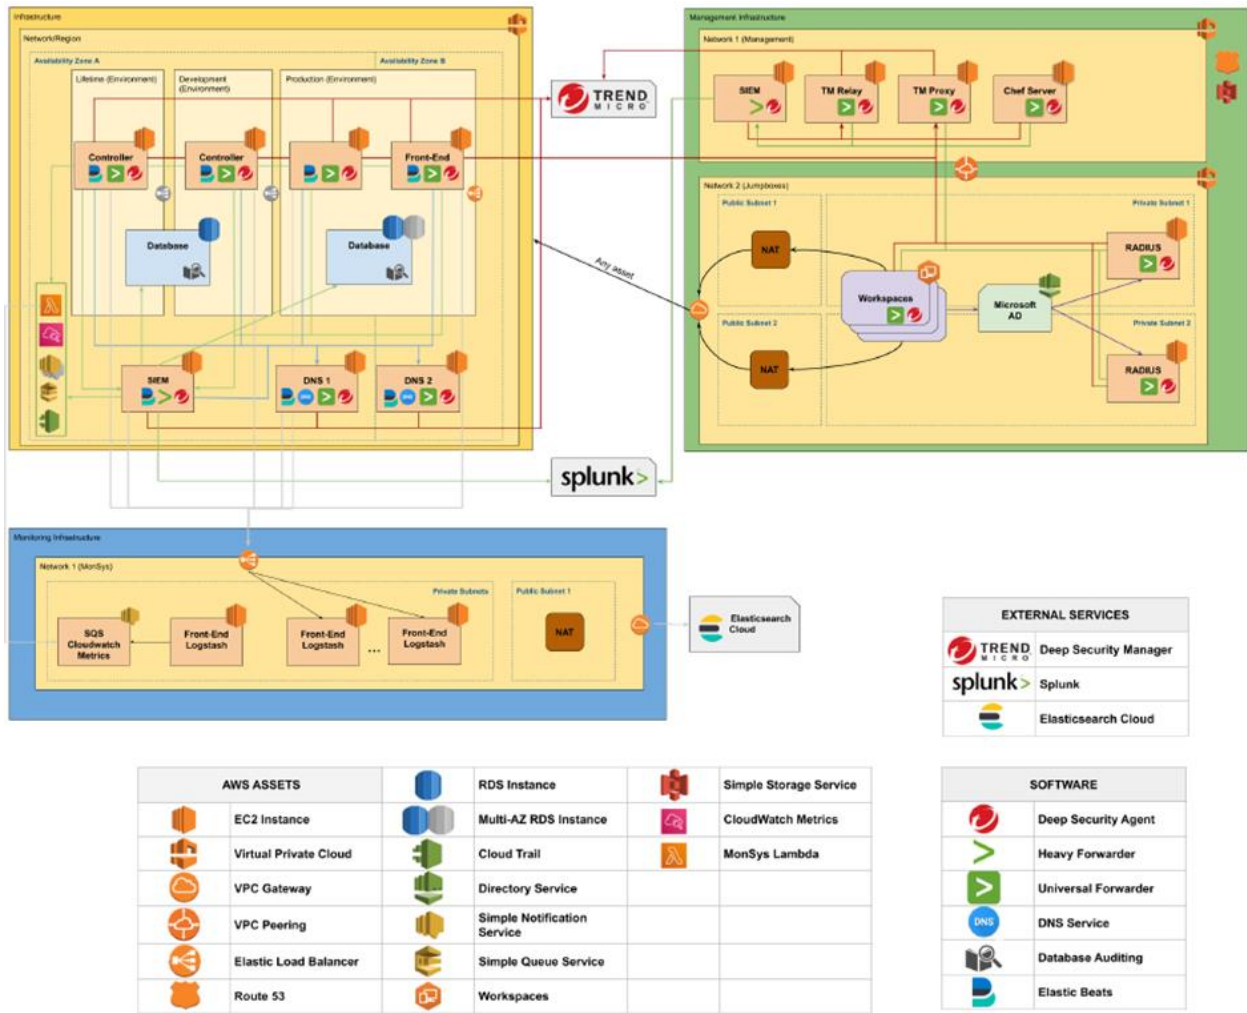 Infrastructure
Network/Region
Availability Zone A
Availability Zone B
Lifetime (Environment)
Development
(Environment)
Production (Environment)
Controller
Controller
Front-End
Database
Database
SIEM
DNS 1
DNS
DNS 2
DNS
TREND
MICRO
Any asset
splunk>
Management Infrastructure
Network 1 (Management)
SIEM
TM Relay
TM Proxy
Chef Server
Network 2 (Jumpboxes)
Public Subnet 1
Private Subnet 1
NAT
RADIUS
Workspaces
Microsoft
AD
Public Subnet 2
Private Subnet 2
NAT
RADIUS
Monitoring Infrastructure
Network 1 (MonSys)
Private Subnets
Public Subnet 1
SQS
Cloudwatch
Metrics
Front-End
Logstash
Front-End
Logstash
...
Front-End
Logstash
NAT
Elasticsearch
Cloud
EXTERNAL SERVICES
TREND
MICRO
Deep Security Manager
splunk>
Splunk
Elasticsearch Cloud
AWS ASSETS
RDS Instance
Simple Storage Service
EC2 Instance
Multi-AZ RDS Instance
CloudWatch Metrics
Virtual Private Cloud
Cloud Trail
MonSys Lambda
VPC Gateway
Directory Service
VPC Peering
Simple Notification
Service
Elastic Load Balancer
Simple Queue Service
Route 53
Workspaces
SOFTWARE
Deep Security Agent
Heavy Forwarder
Universal Forwarder
DNS
DNS Service
Database Auditing
Elastic Beats